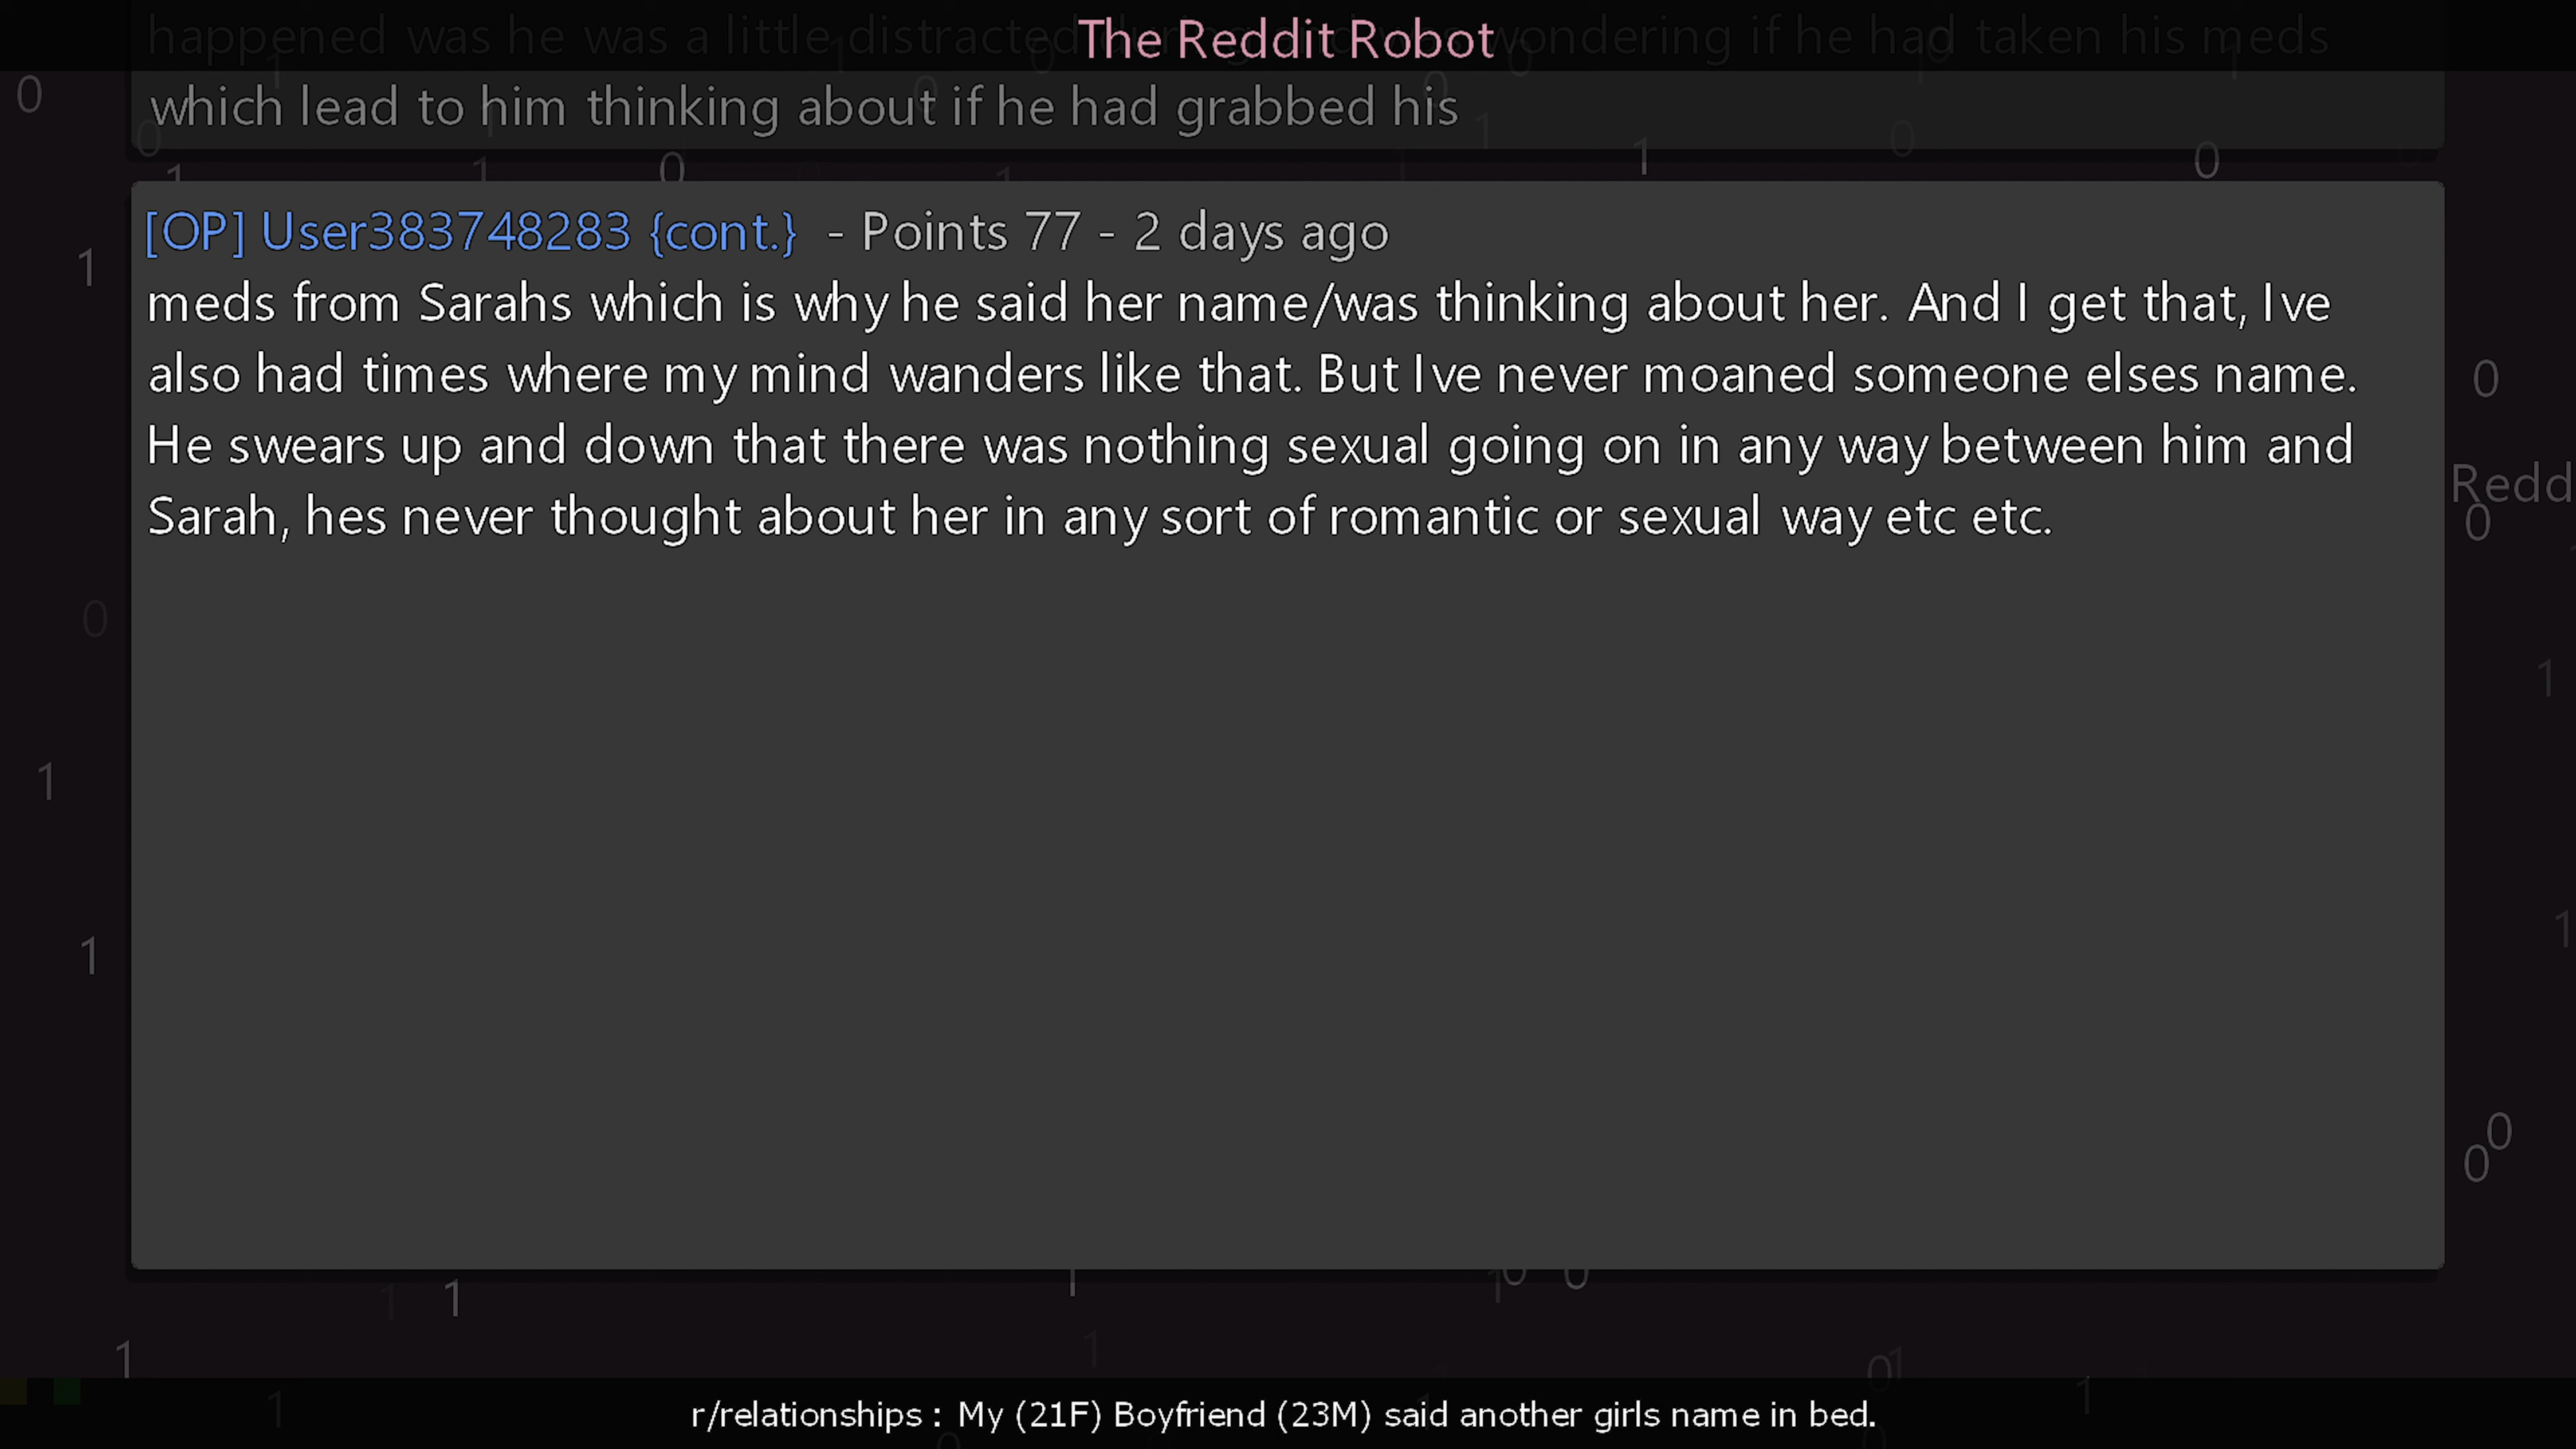 The Reddit Robot
happened was he was a little distracted wondering if he had taken his meds
which lead to him thinking about if he had grabbed his
[OP] User383748283 {cont.} - Points 77 - 2 days ago
meds from Sarahs which is why he said her name/was thinking about her. And I get that, Ive
also had times where my mind wanders like that. But Ive never moaned someone elses name.
He swears up and down that there was nothing sexual going on in any way between him and
Sarah, hes never thought about her in any sort of romantic or sexual way etc etc.
Redd
r/relationships : My (21F) Boyfriend (23M) said another girls name in bed.